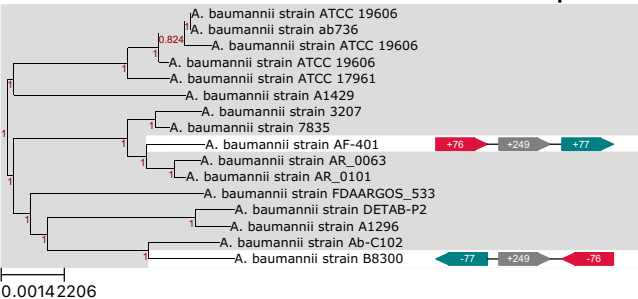 A. baumannii strain ATCC 19606
A. baumannii strain ab736
1
0.824
A. baumannii strain ATCC 19606
A. baumannii strain ATCC 19606
1
A. baumannii strain ATCC 17961
1
A. baumannii strain A1429
A. baumannii strain 3207
1
A. baumannii strain 7835
1
A. baumannii strain AF-401 +76 +249 +77
1
A. baumannii strain AR_0063
1
A. baumannii strain AR_0101
1
A. baumannii strain FDAARGOS_533
A. baumannii strain DETAB-P2
1
1
A. baumannii strain A1296
1
A. baumannii strain Ab-C102
1
A. baumannii strain B8300 -77 +249 -76
0.00142206